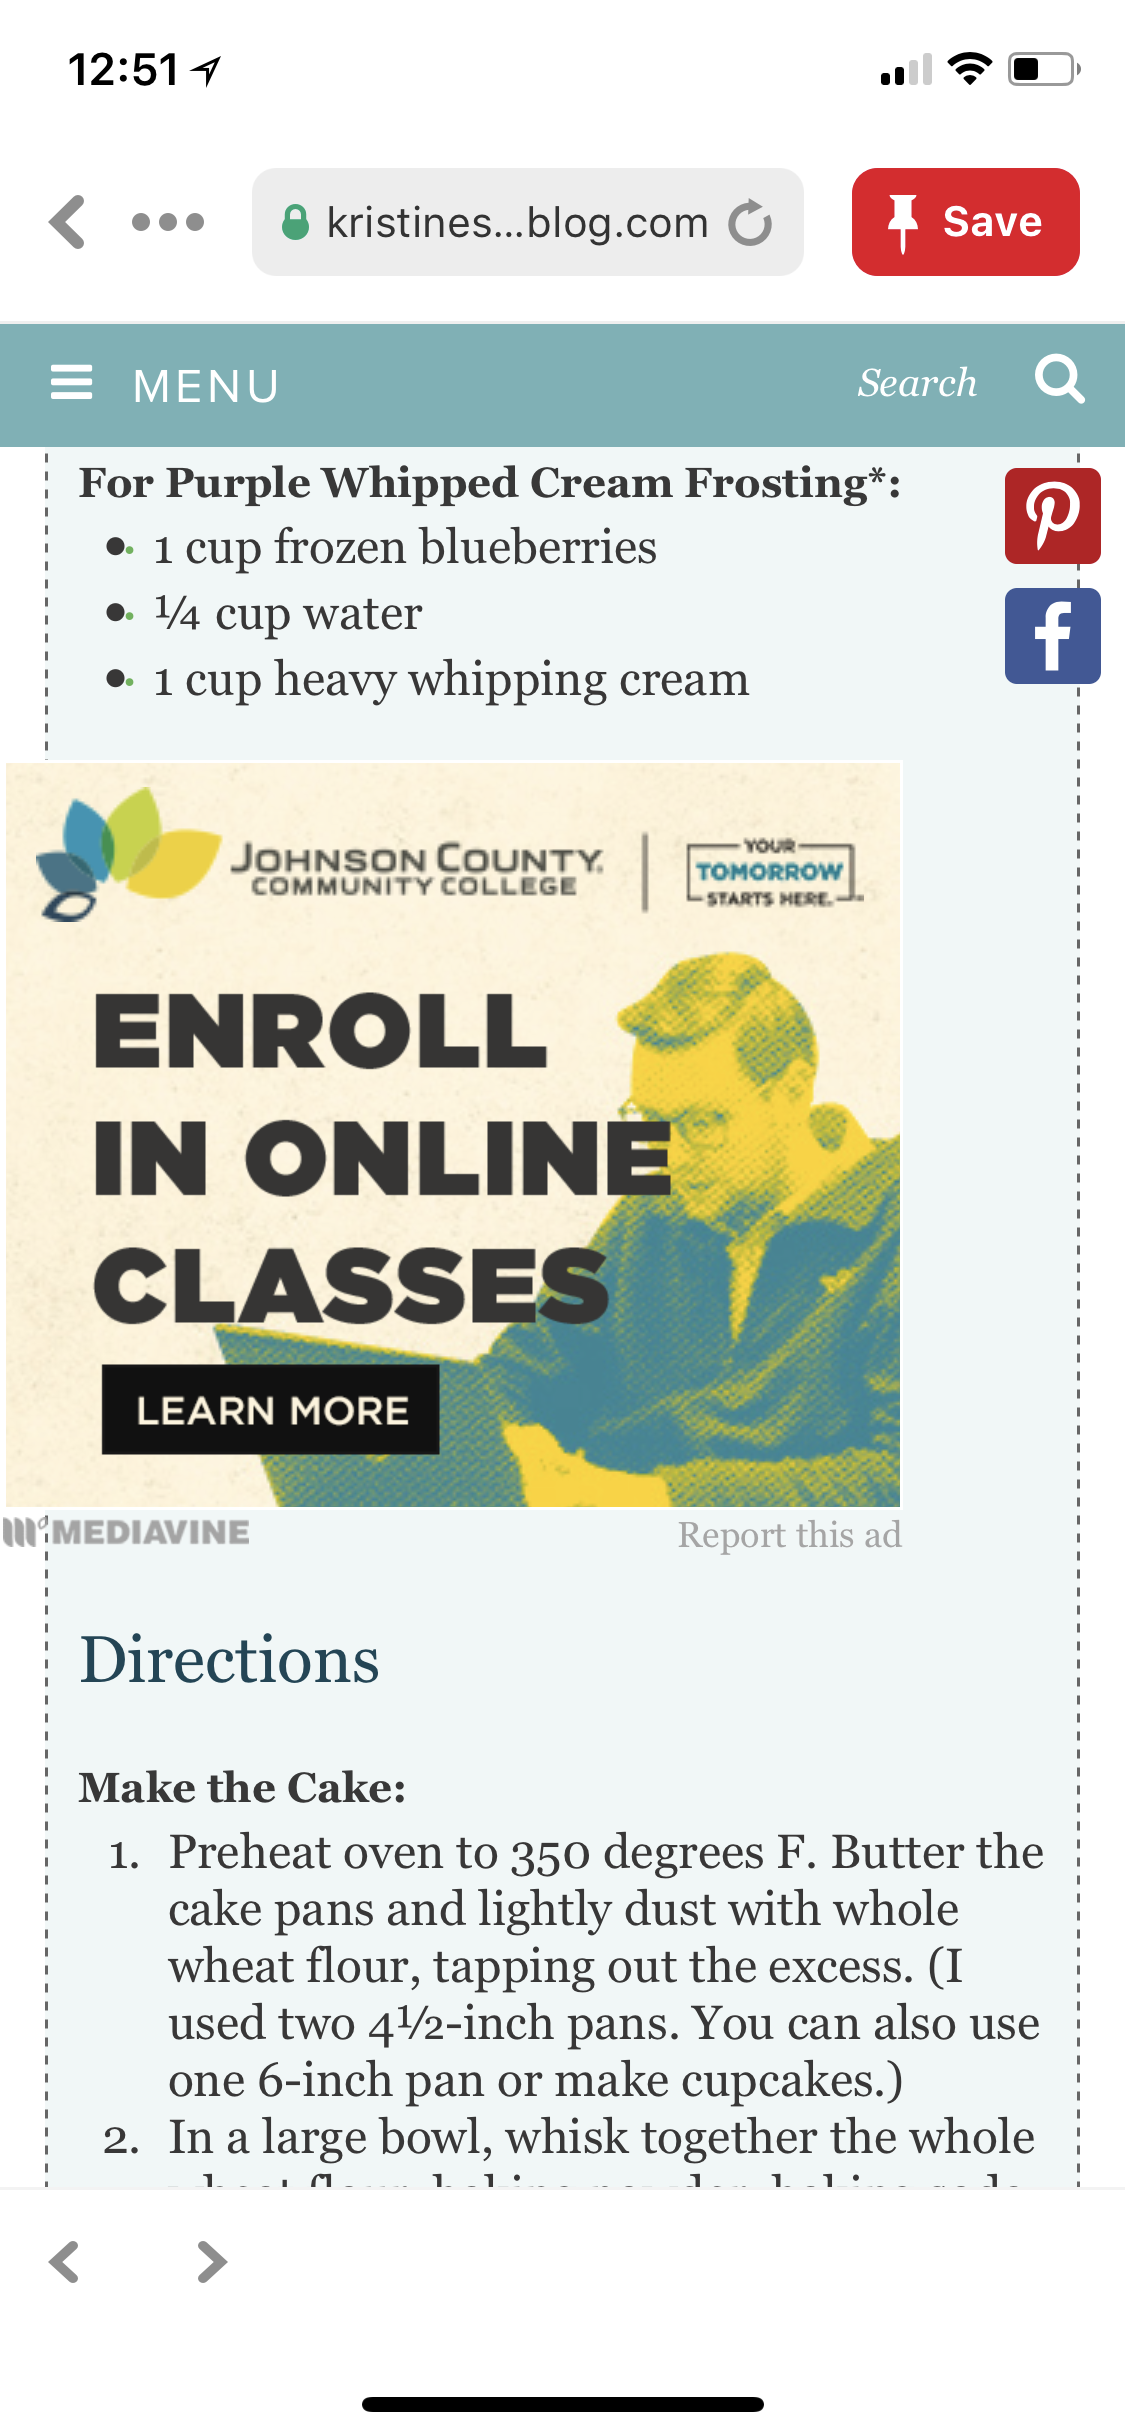 12:51
kristines...blog.com
Save
MENU
Search
For Purple Whipped Cream Frosting*:
1 cup frozen blueberries
¼ cup water
1 cup heavy whipping cream
JOHNSON COUNTY
COMMUNITY COLLEGE
YOUR
TOMORROW
STARTS HERE.
ENROLL
IN ONLINE
CLASSES
LEARN MORE
MEDIAVINE
Report this ad
Directions
Make the Cake:
1. Preheat oven to 350 degrees F. Butter the
cake pans and lightly dust with whole
wheat flour, tapping out the excess. (I
used two 4½-inch pans. You can also use
one 6-inch pan or make cupcakes.)
2. In a large bowl, whisk together the whole